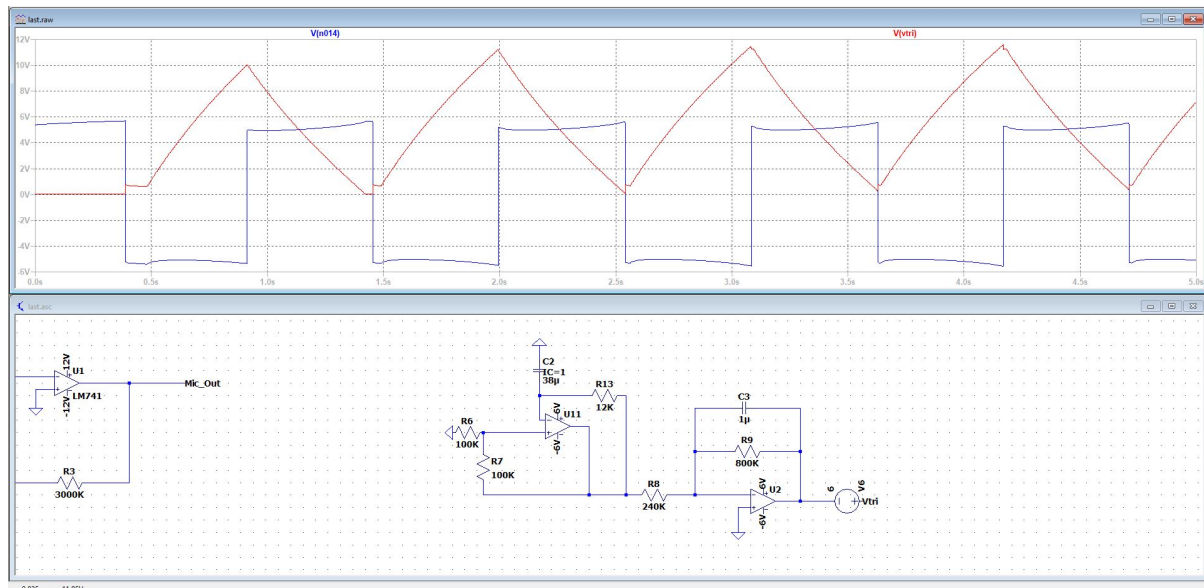 last.raw
V(n014) V(vtri)
12V
10V
8V
6V
4V
2V
0V
-2V
-4V
-6V
0.0s 0.5s 1.0s 1.5s 2.0s 2.5s 3.0s 3.5s 4.0s 4.5s 5.0s
last.asc
12V
U1
LM741
-12V
Mic_Out
R3
3000K
C2
IC=1
38µ
R13
12K
-6V
U11
-6V
R6
100K
R7
100K
R8
240K
C3
1µ
R9
800K
-6V
U2
-6V
6
V6
Vtri